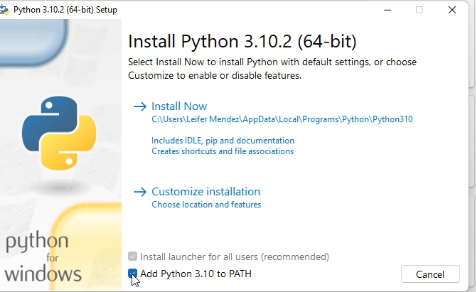 Python 3.10.2 (64-bit) Setup
Install Python 3.10.2 (64-bit)
Select Install Now to install Python with default settings, or choose
Customize to enable or disable features.
Install Now
C:\Users\Leifer Mendez\AppData\Local\Programs\Python\Python310
Includes IDLE, pip and documentation
Creates shortcuts and file associations
Customize installation
Choose location and features
python
for
windows
Install launcher for all users (recommended)
Add Python 3.10 to PATH
Cancel